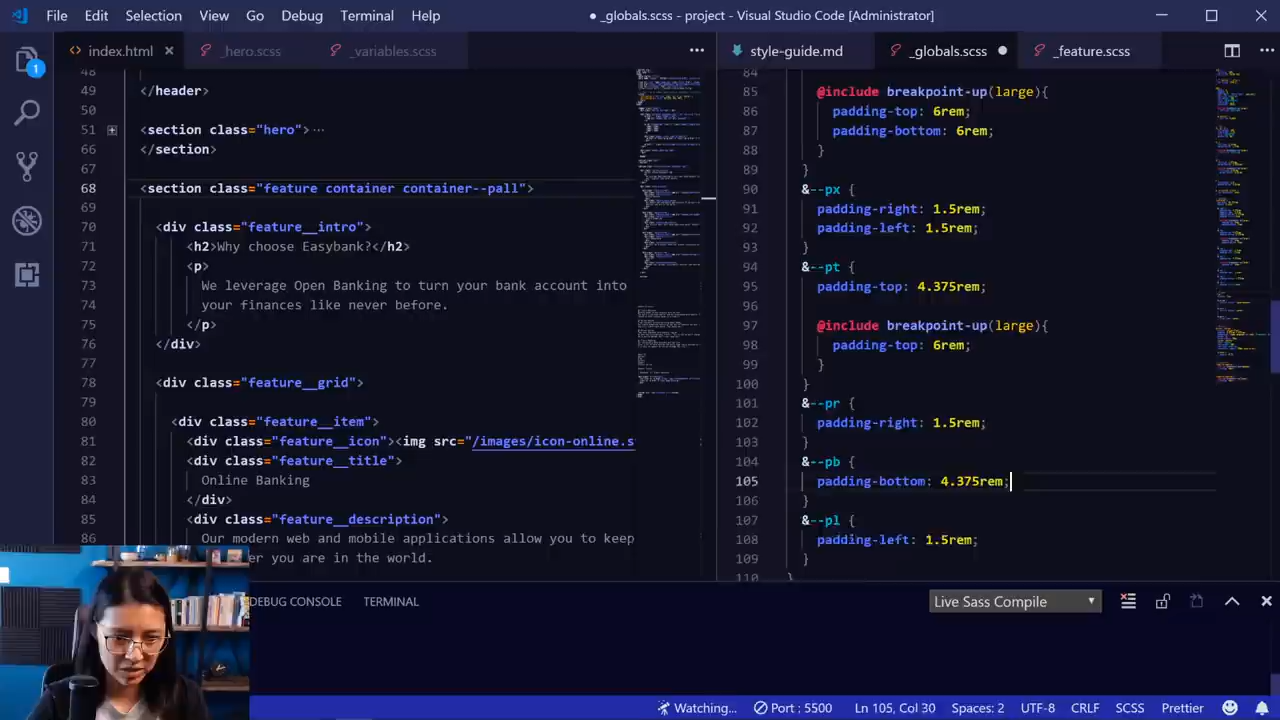 File Edit Selection View Go Debug Terminal Help
● _globals.scss - project - Visual Studio Code [Administrator]
1
index.html
_hero.scss
_variables.scss
48
49 </header>
50
51 <section class="hero"> ···
66 </section>
67
68 <section class="feature container container--pall">
69
70 <div class="feature__intro">
71 <h2>Why choose Easybank?</h2>
72 <p>
73 We leverage Open Banking to turn your bank account into
74 your finances like never before.
75 </p>
76 </div>
77
78 <div class="feature__grid">
79
80 <div class="feature__item">
81 <div class="feature__icon"><img src="/images/icon-online.s
82 <div class="feature__title">
83 Online Banking
84 </div>
85 <div class="feature__description">
86 Our modern web and mobile applications allow you to keep
you are in the world.
style-guide.md
_globals.scss
_feature.scss
84
85 @include breakpoint-up(large){
86 padding-top: 6rem;
87 padding-bottom: 6rem;
88 }
89 }
90 &--px {
91 padding-right: 1.5rem;
92 padding-left: 1.5rem;
93 }
94 &--pt {
95 padding-top: 4.375rem;
96
97 @include breakpoint-up(large){
98 padding-top: 6rem;
99 }
100 }
101 &--pr {
102 padding-right: 1.5rem;
103 }
104 &--pb {
105 padding-bottom: 4.375rem;
106 }
107 &--pl {
108 padding-left: 1.5rem;
109 }
110 }
DEBUG CONSOLE TERMINAL
Live Sass Compile
Watching... Port : 5500 Ln 105, Col 30 Spaces: 2 UTF-8 CRLF SCSS Prettier